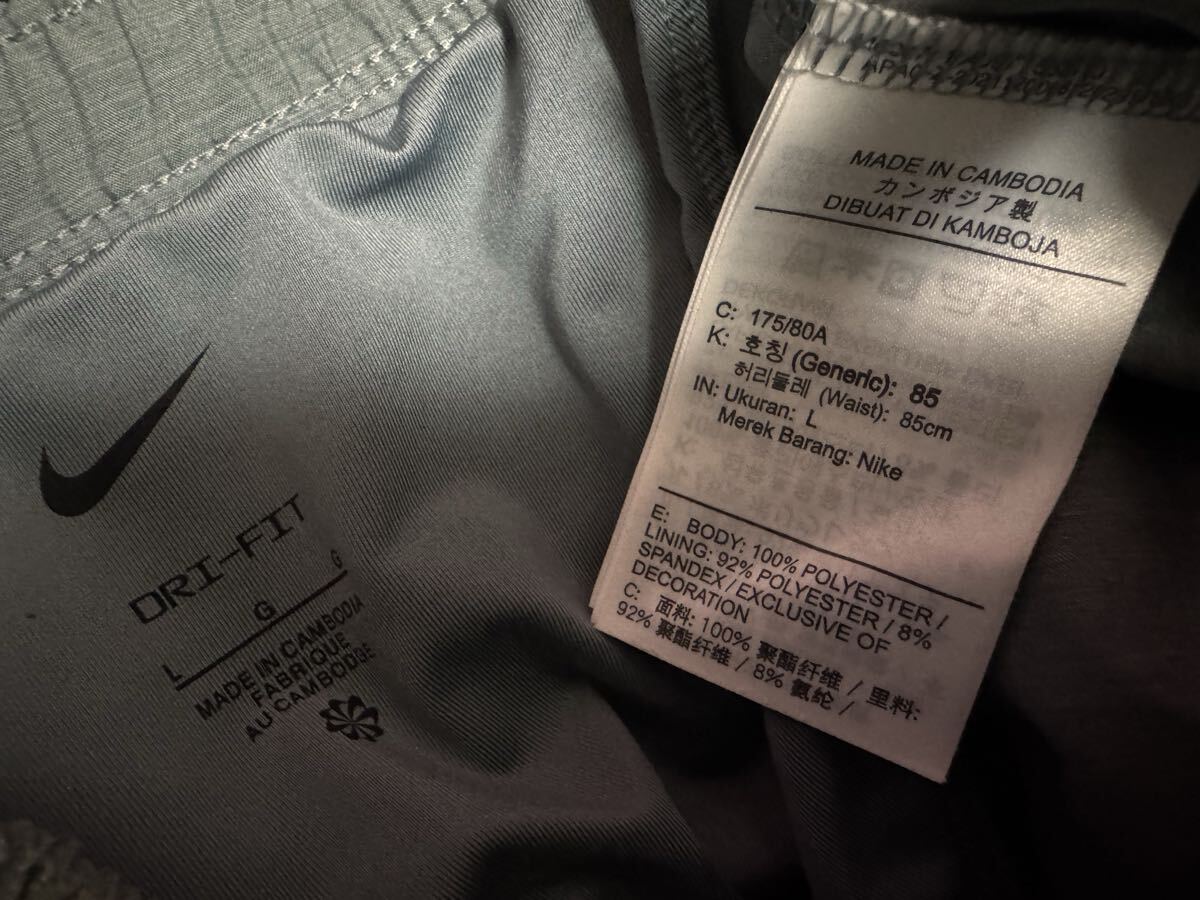 DRI-FIT
L G G
MADE IN CAMBODIA
FABRIQUÉ
AU CAMBODGE
MADE IN CAMBODIA
カンボジア製
DIBUAT DI KAMBOJA
C: 175/80A
K: 호칭 (Generic): 85
허리둘레 (Waist): 85cm
IN: Ukuran: L
Merek Barang: Nike
E: BODY: 100% POLYESTER /
LINING: 92% POLYESTER / 8%
SPANDEX/EXCLUSIVE OF
DECORATION
C: 面料: 100% 聚酯纤维 / 里料:
92% 聚酯纤维 / 8% 氨纶 /